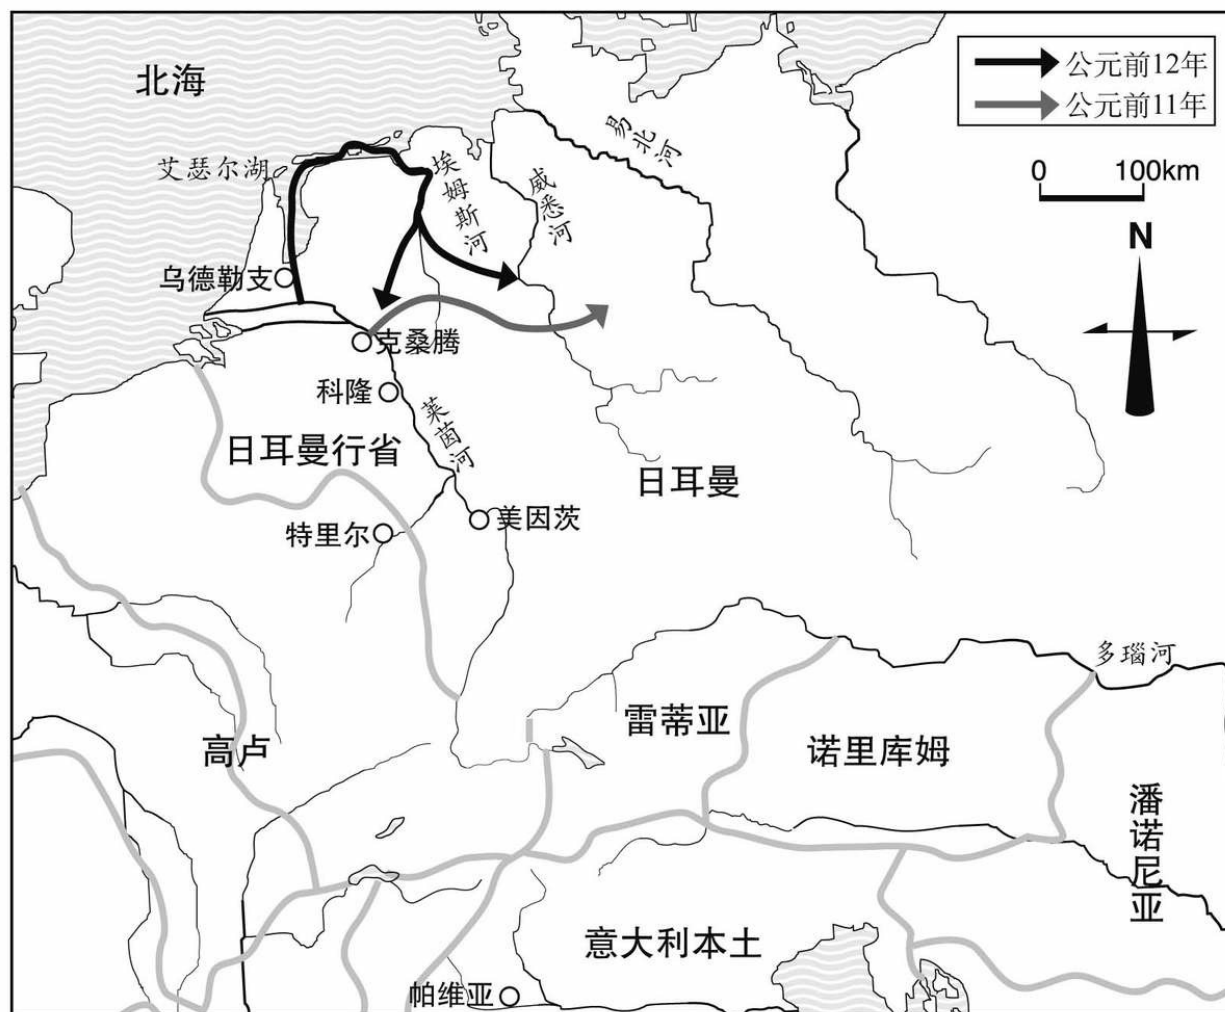 北海
公元前12年
公元前11年
易北河
艾瑟尔湖
埃姆斯河
威悉河
0 100km
N
乌德勒支
克桑腾
科隆
莱茵河
日耳曼行省
日耳曼
特里尔
美因茨
多瑙河
雷蒂亚
诺里库姆
高卢
潘诺尼亚
意大利本土
帕维亚